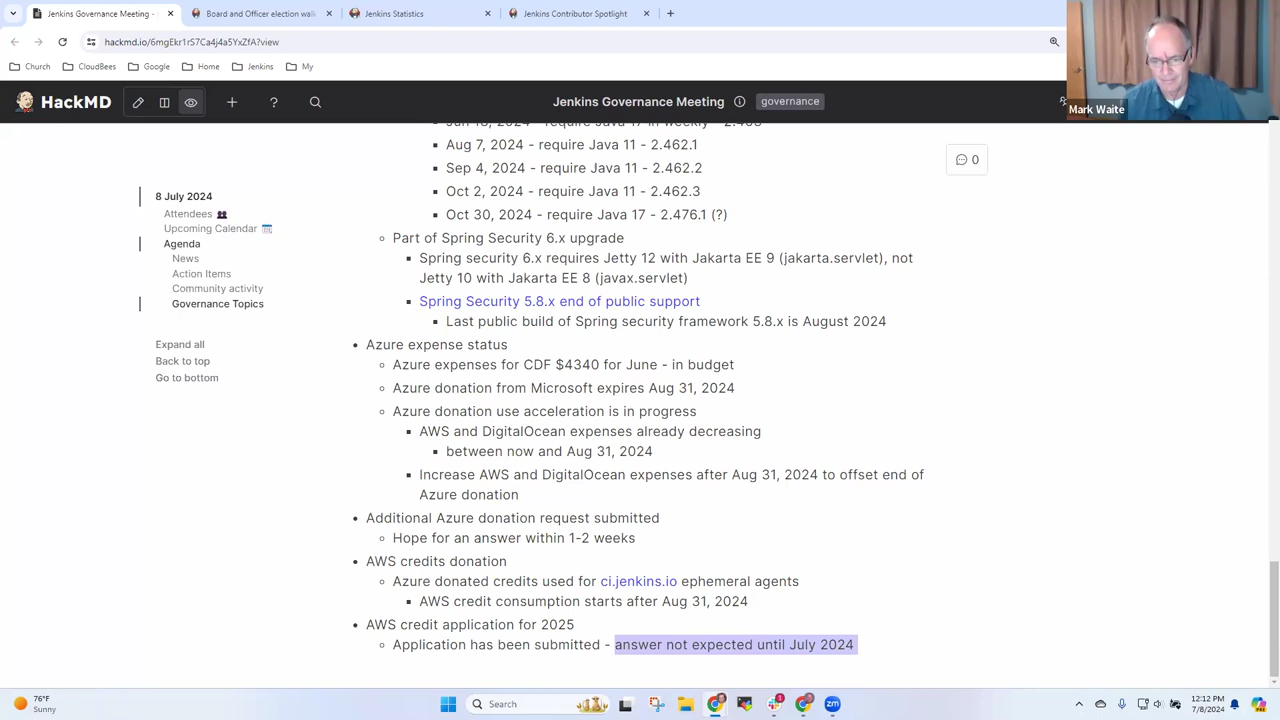 Jenkins Governance Meeting -
Board and Officer election walk
Jenkins Statistics
Jenkins Contributor Spotlight
hackmd.io/6mgEkr1rS7Ca4j4a5YxZfA?view
Church
CloudBees
Google
Home
Jenkins
My
Mark Waite
HackMD
Jenkins Governance Meeting
governance
0
8 July 2024
Attendees
Upcoming Calendar
Agenda
News
Action Items
Community activity
Governance Topics
Expand all
Back to top
Go to bottom
Aug 7, 2024 - require Java 11 - 2.462.1
Sep 4, 2024 - require Java 11 - 2.462.2
Oct 2, 2024 - require Java 11 - 2.462.3
Oct 30, 2024 - require Java 17 - 2.476.1 (?)
Part of Spring Security 6.x upgrade
Spring security 6.x requires Jetty 12 with Jakarta EE 9 (jakarta.servlet), not
Jetty 10 with Jakarta EE 8 (javax.servlet)
Spring Security 5.8.x end of public support
Last public build of Spring security framework 5.8.x is August 2024
Azure expense status
Azure expenses for CDF $4340 for June - in budget
Azure donation from Microsoft expires Aug 31, 2024
Azure donation use acceleration is in progress
AWS and DigitalOcean expenses already decreasing
between now and Aug 31, 2024
Increase AWS and DigitalOcean expenses after Aug 31, 2024 to offset end of
Azure donation
Additional Azure donation request submitted
Hope for an answer within 1-2 weeks
AWS credits donation
Azure donated credits used for ci.jenkins.io ephemeral agents
AWS credit consumption starts after Aug 31, 2024
AWS credit application for 2025
Application has been submitted - answer not expected until July 2024
76°F
Sunny
Search
12:12 PM
7/8/2024